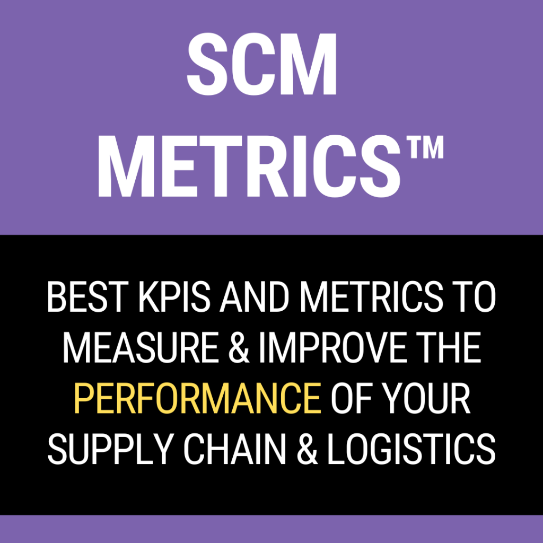 SCM
METRICS™
BEST KPIS AND METRICS TO
MEASURE & IMPROVE THE
PERFORMANCE OF YOUR
SUPPLY CHAIN & LOGISTICS